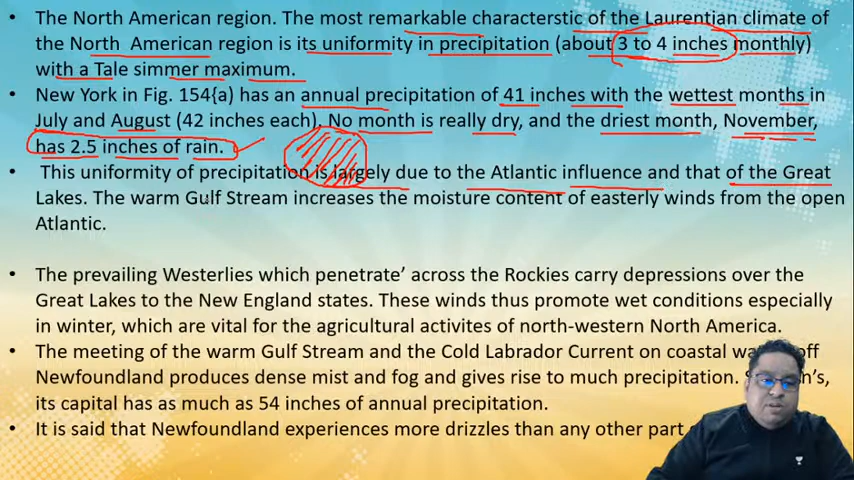 • The North American region. The most remarkable characterstic of the Laurentian climate of
the North American region is its uniformity in precipitation (about 3 to 4 inches monthly)
with a Tale simmer maximum.
• New York in Fig. 154{a) has an annual precipitation of 41 inches with the wettest months in
July and August (42 inches each). No month is really dry, and the driest month, November,
has 2.5 inches of rain.
• This uniformity of precipitation is largely due to the Atlantic influence and that of the Great
Lakes. The warm Gulf Stream increases the moisture content of easterly winds from the open
Atlantic.
• The prevailing Westerlies which penetrate’ across the Rockies carry depressions over the
Great Lakes to the New England states. These winds thus promote wet conditions especially
in winter, which are vital for the agricultural activites of north-western North America.
• The meeting of the warm Gulf Stream and the Cold Labrador Current on coastal off
Newfoundland produces dense mist and fog and gives rise to much precipitation.
its capital has as much as 54 inches of annual precipitation.
• It is said that Newfoundland experiences more drizzles than any other part